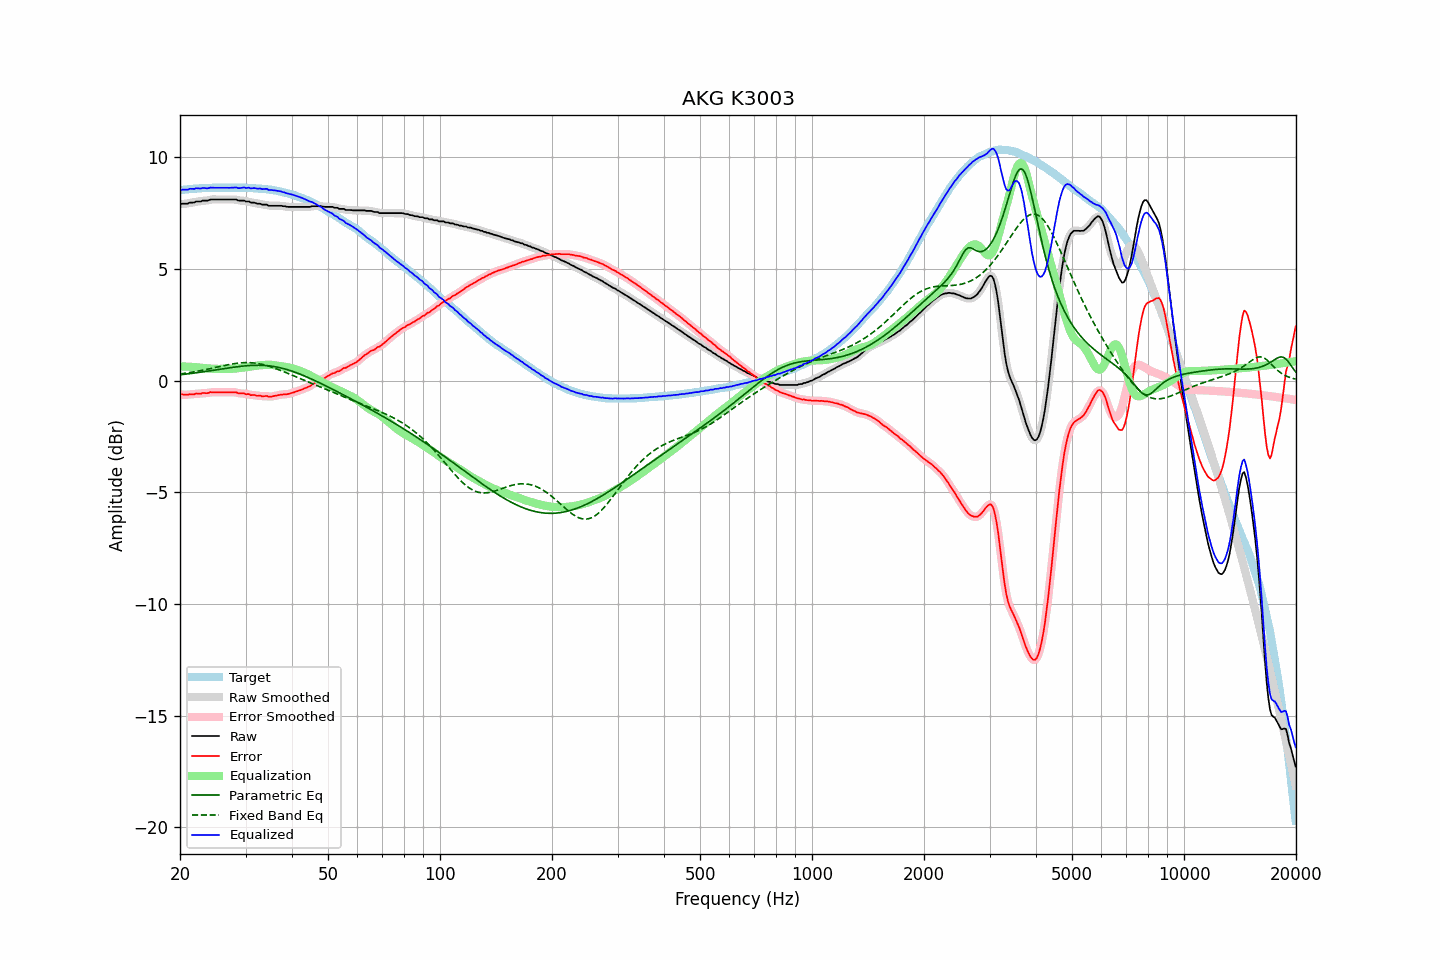 AKG K3003
Amplitude (dBr)
10
5
0
−5
−10
−15
−20
Target
Raw Smoothed
Error Smoothed
Raw
Error
Equalization
Parametric Eq
Fixed Band Eq
Equalized
20 50 100 200 500 1000 2000 5000 10000 20000
Frequency (Hz)